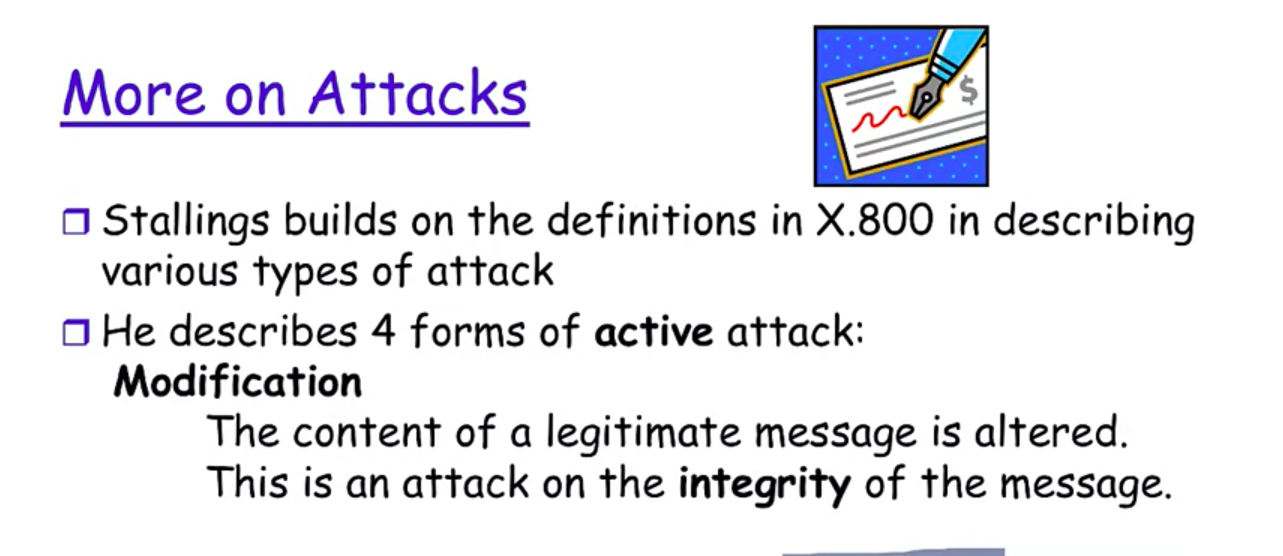 More on Attacks
$
Stallings builds on the definitions in X.800 in describing
various types of attack
He describes 4 forms of active attack:
Modification
The content of a legitimate message is altered.
This is an attack on the integrity of the message.